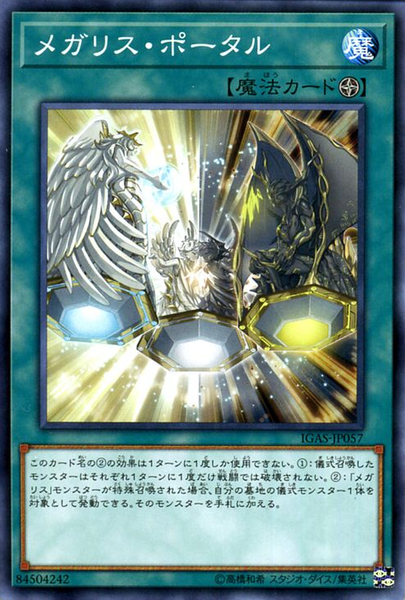 メガリス・ポータル
魔
【魔法カード】
IGAS-JP057
このカード名の②の効果は1ターンに1度しか使用できない。①:儀式召喚した
モンスターはそれぞれ1ターンに1度だけ戦闘では破壊されない。②:「メガ
リス」モンスターが特殊召喚された場合、自分の墓地の儀式モンスター1体を
対象として発動できる。そのモンスターを手札に加える。
84504242
©高橋和希 スタジオ・ダイス/集英社